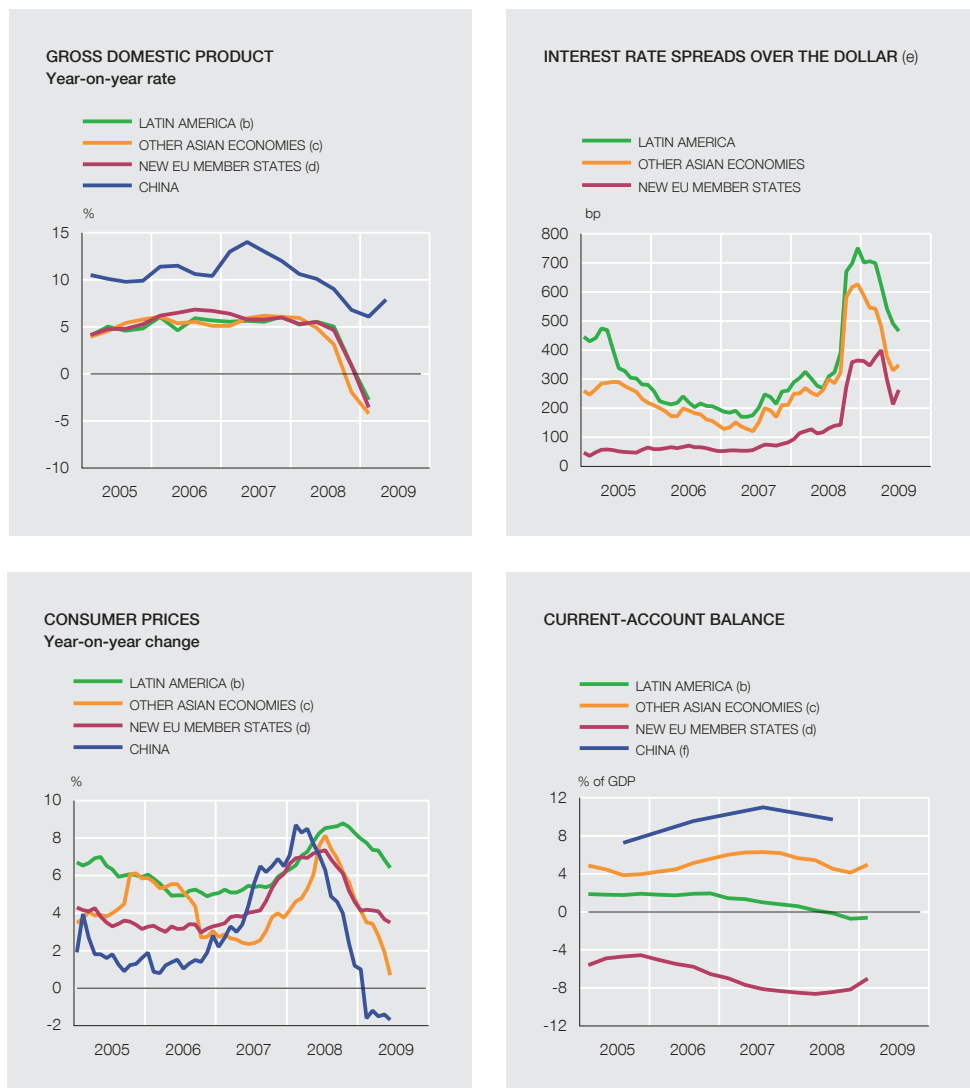 GROSS DOMESTIC PRODUCT
Year-on-year rate
LATIN AMERICA (b)
OTHER ASIAN ECONOMIES (c)
NEW EU MEMBER STATES (d)
CHINA
%
15
10
5
0
-5
-10
2005 2006 2007 2008 2009
INTEREST RATE SPREADS OVER THE DOLLAR (e)
LATIN AMERICA
OTHER ASIAN ECONOMIES
NEW EU MEMBER STATES
bp
800
700
600
500
400
300
200
100
0
2005 2006 2007 2008 2009
CONSUMER PRICES
Year-on-year change
LATIN AMERICA (b)
OTHER ASIAN ECONOMIES (c)
NEW EU MEMBER STATES (d)
CHINA
%
10
8
6
4
2
0
-2
2005 2006 2007 2008 2009
CURRENT-ACCOUNT BALANCE
LATIN AMERICA (b)
OTHER ASIAN ECONOMIES (c)
NEW EU MEMBER STATES (d)
CHINA (f)
% of GDP
12
8
4
0
-4
-8
-12
2005 2006 2007 2008 2009